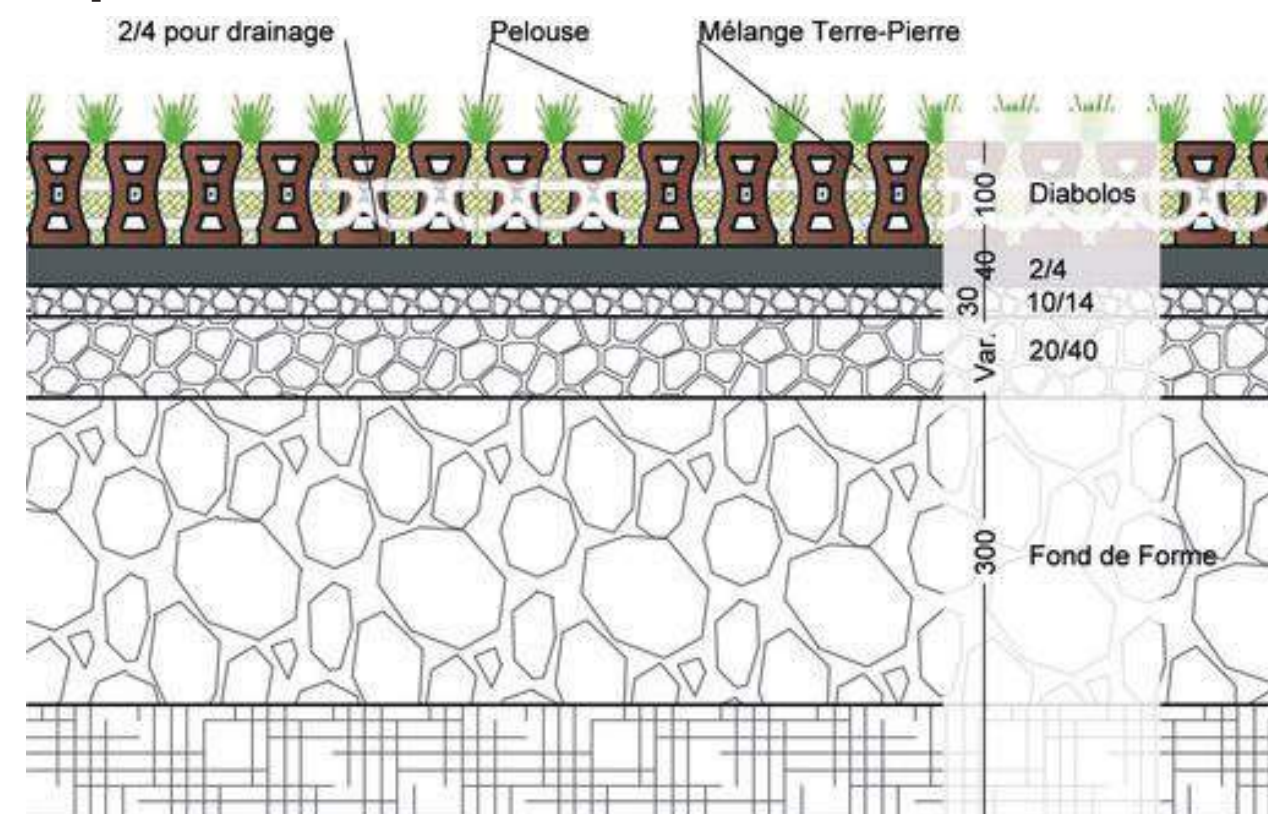 2/4 pour drainage
Pelouse
Mélange Terre-Pierre
100
Diabolos
40
2/4
30
10/14
Var.
20/40
300
Fond de Forme